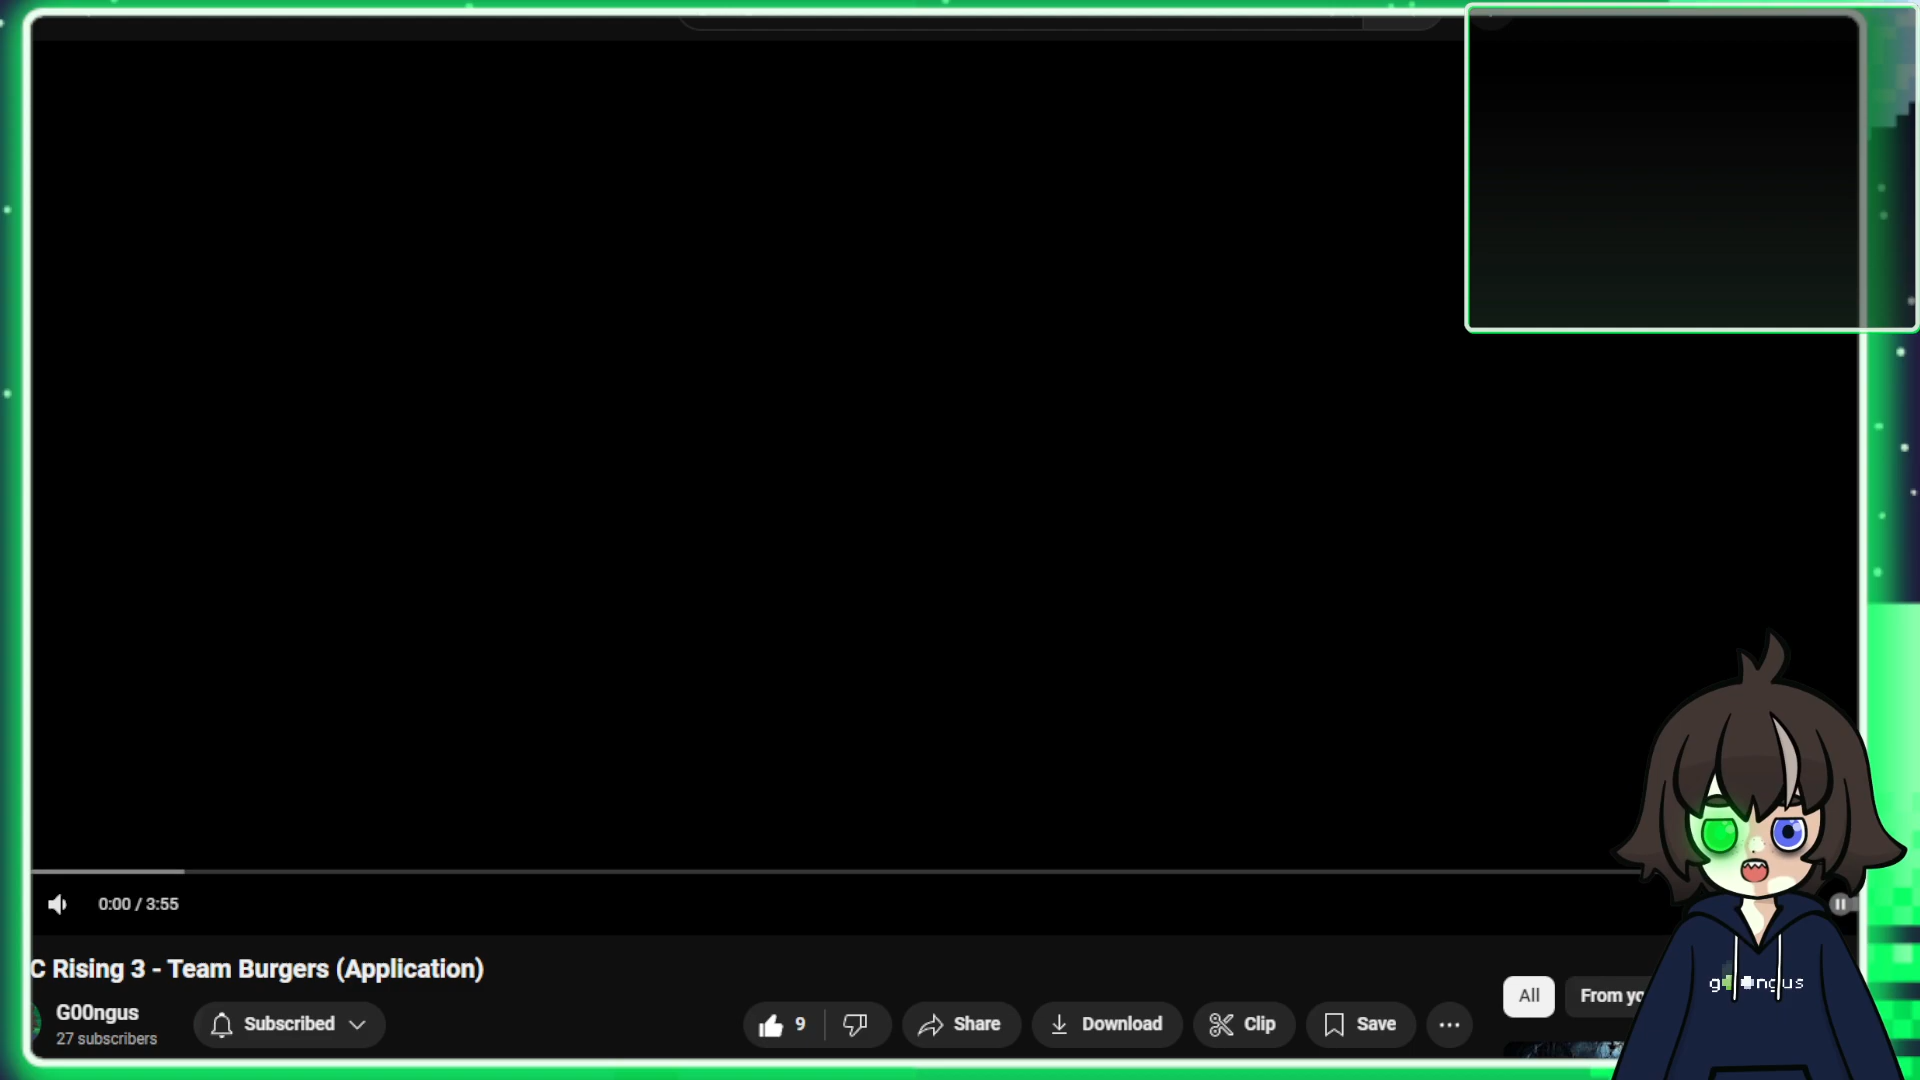 0:00 / 3:55
C Rising 3 - Team Burgers (Application)
G00ngus
27 subscribers
Subscribed
9
Share
Download
Clip
Save
All
From yo
g00ngus